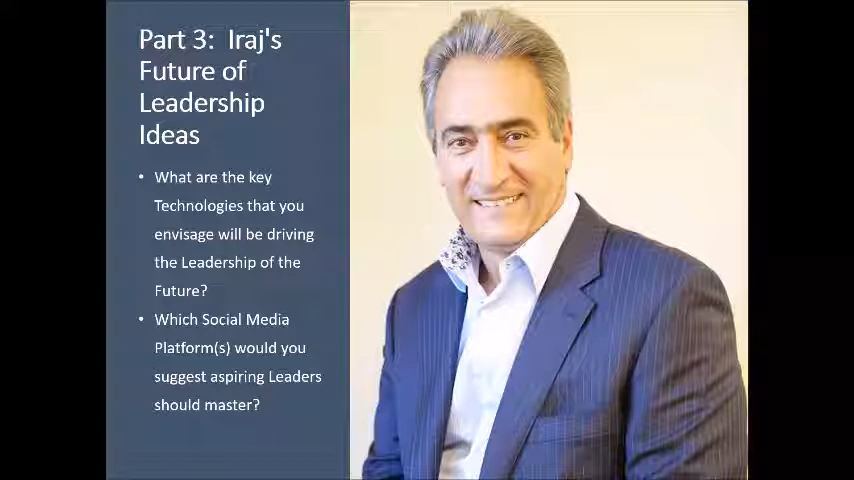 Part 3:  Iraj's
Future of
Leadership
Ideas
• What are the key
Technologies that you
envisage will be driving
the Leadership of the
Future?
• Which Social Media
Platform(s) would you
suggest aspiring Leaders
should master?